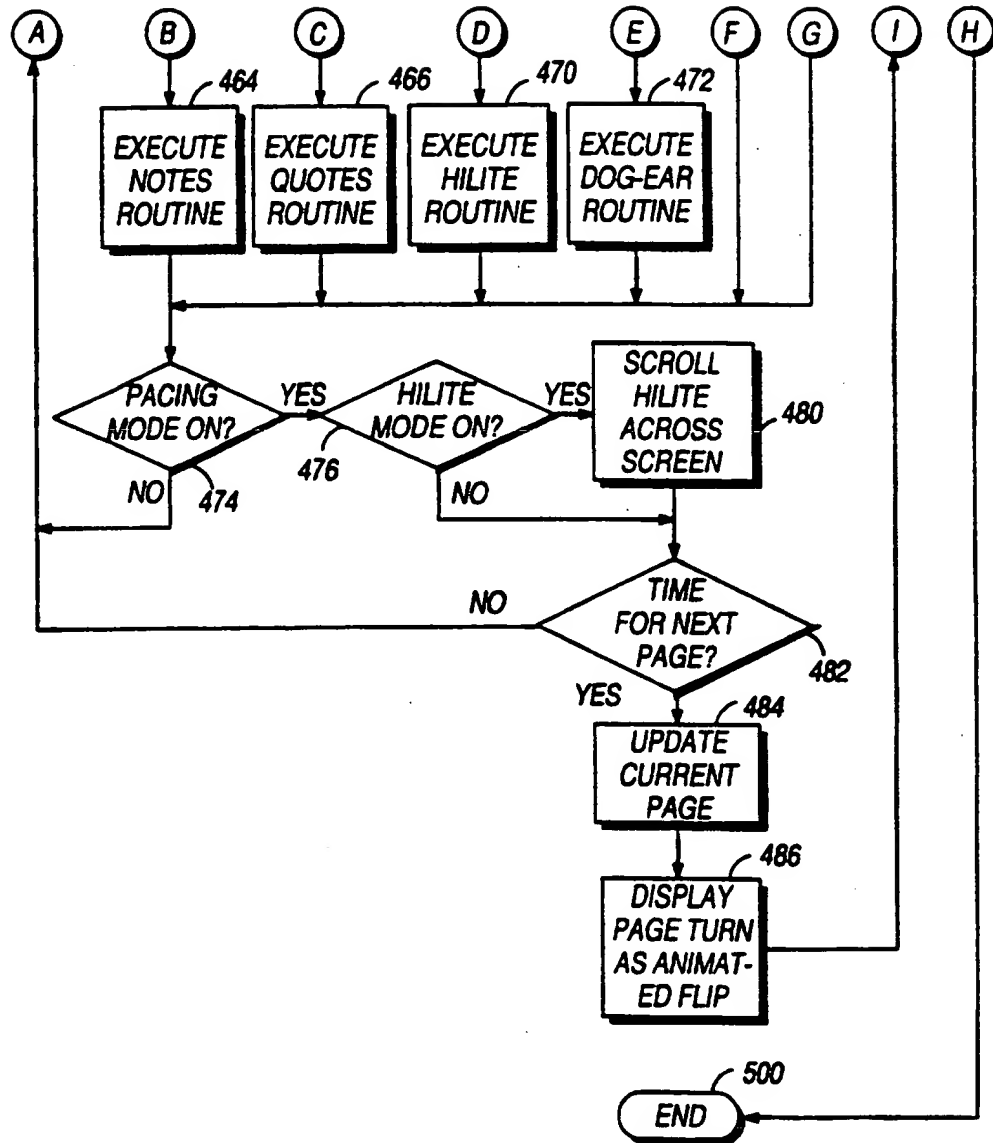 A B C D E F G I H
464 466 470 472
EXECUTE
NOTES
ROUTINE
EXECUTE
QUOTES
ROUTINE
EXECUTE
HILITE
ROUTINE
EXECUTE
DOG-EAR
ROUTINE
PACING
MODE ON?
YES
474
NO
HILITE
MODE ON?
YES
476
NO
SCROLL
HILITE
ACROSS
SCREEN
480
TIME
FOR NEXT
PAGE?
NO
482
YES
484
UPDATE
CURRENT
PAGE
486
DISPLAY
PAGE TURN
AS ANIMAT-
ED FLIP
500
END